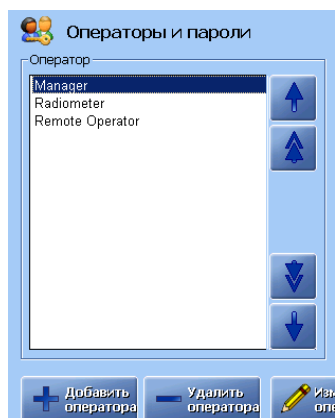 Операторы и пароли
Оператор
Manager
Radiometer
Remote Operator
Добавить
оператора
Удалить
оператора